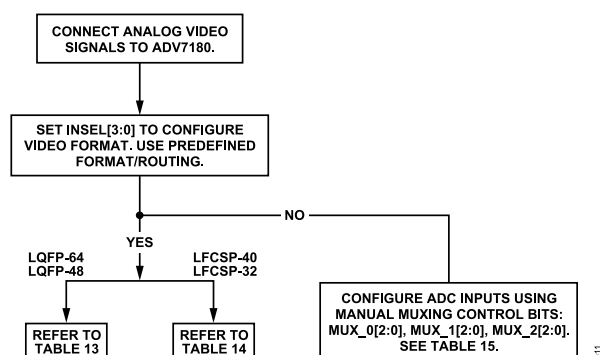 CONNECT ANALOG VIDEO
SIGNALS TO ADV7180.
SET INSEL[3:0] TO CONFIGURE
VIDEO FORMAT. USE PREDEFINED
FORMAT/ROUTING.
NO
YES
LQFP-64
LQFP-48
LFCSP-40
LFCSP-32
REFER TO
TABLE 13
REFER TO
TABLE 14
CONFIGURE ADC INPUTS USING
MANUAL MUXING CONTROL BITS:
MUX_0[2:0], MUX_1[2:0], MUX_2[2:0].
SEE TABLE 15.